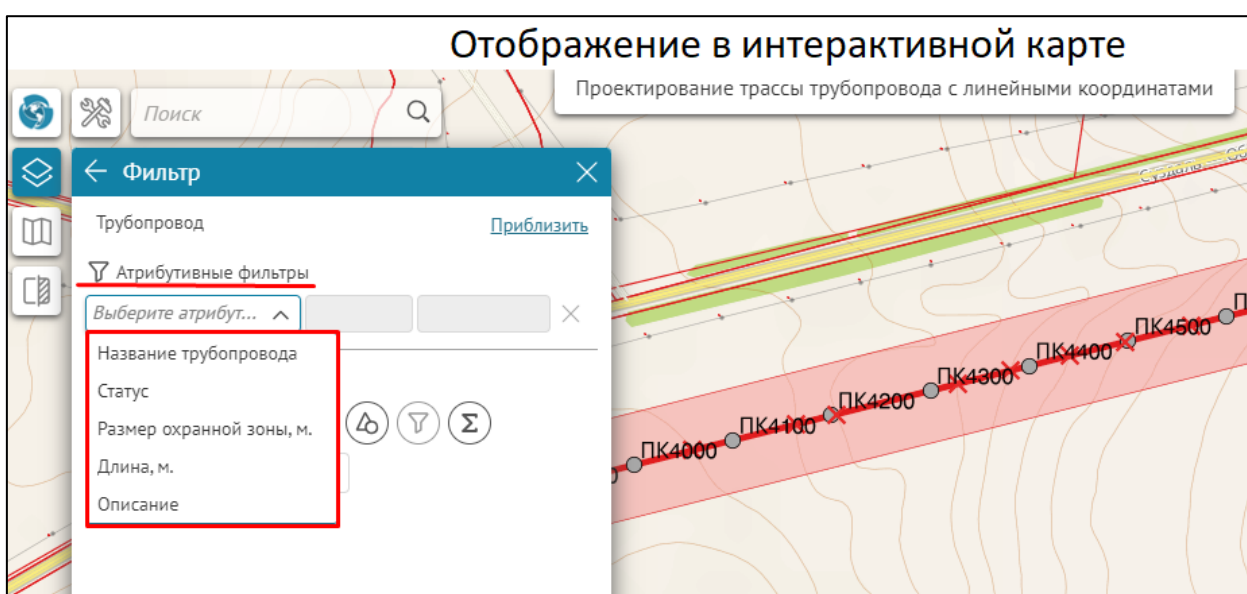 Отображение в интерактивной карте
Проектирование трассы трубопровода с линейными координатами
Поиск
Фильтр
Трубопровод
Приблизить
Атрибутивные фильтры
Выберите атрибут...
Название трубопровода
Статус
Размер охранной зоны, м.
Длина, м.
Описание
Σ
Суздаль
ПК4500
ПК4400
ПК4300
ПК4200
ПК4100
ПК4000